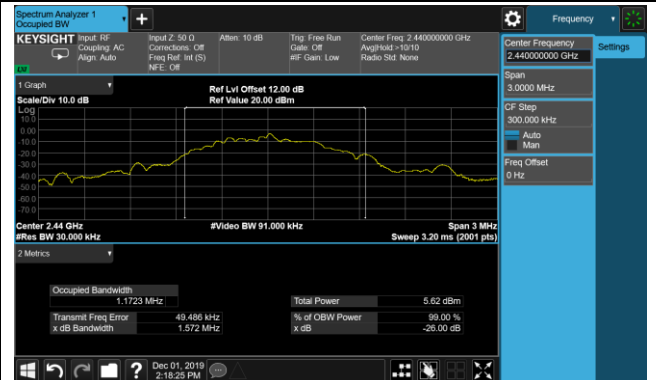 Spectrum Analyzer 1
Occupied BW
Frequency
KEYSIGHT
Input: RF
Coupling: AC
Align: Auto
Input Z: 50 Ω
Corrections: Off
Freq Ref: Int (S)
NFE: Off
Atten: 10 dB
Trig: Free Run
Gate: Off
#IF Gain: Low
Center Freq: 2.440000000 GHz
Avg|Hold:>10/10
Radio Std: None
LXI
1 Graph
Scale/Div 10.0 dB
Ref Lvl Offset 12.00 dB
Ref Value 20.00 dBm
Log
10.0
0.00
-10.0
-20.0
-30.0
-40.0
-50.0
-60.0
-70.0
Center 2.44 GHz
#Res BW 30.000 kHz
#Video BW 91.000 kHz
Span 3 MHz
Sweep 3.20 ms (2001 pts)
2 Metrics
Occupied Bandwidth
1.1723 MHz
Total Power 5.62 dBm
Transmit Freq Error 49.486 kHz
% of OBW Power 99.00 %
x dB Bandwidth 1.572 MHz
x dB -26.00 dB
Dec 01, 2019
2:18:25 PM
Center Frequency
2.440000000 GHz
Settings
Span
3.0000 MHz
CF Step
300.000 kHz
Auto
Man
Freq Offset
0 Hz